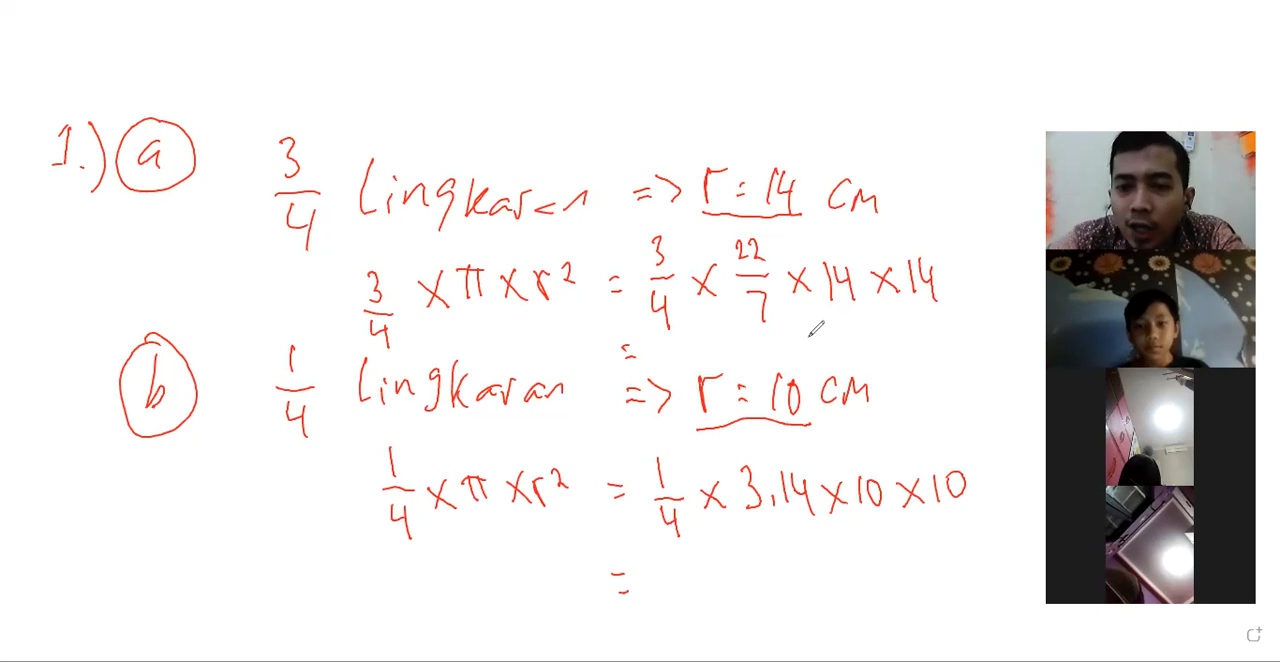 1.) a 3/4 Lingkaran => r = 14 cm
3/4 x π x r² = 3/4 x 22/7 x 14 x 14
=
b 1/4 Lingkaran => r = 10 cm
1/4 x π x r² = 1/4 x 3,14 x 10 x 10
=